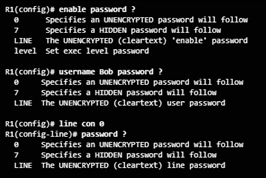 R1(config)# enable password ?
0 Specifies an UNENCRYPTED password will follow
7 Specifies a HIDDEN password will follow
LINE The UNENCRYPTED (cleartext) 'enable' password
level Set exec level password
R1(config)# username Bob password ?
0 Specifies an UNENCRYPTED password will follow
7 Specifies a HIDDEN password will follow
LINE The UNENCRYPTED (cleartext) user password
R1(config)# line con 0
R1(config-line)# password ?
0 Specifies an UNENCRYPTED password will follow
7 Specifies a HIDDEN password will follow
LINE The UNENCRYPTED (cleartext) line password